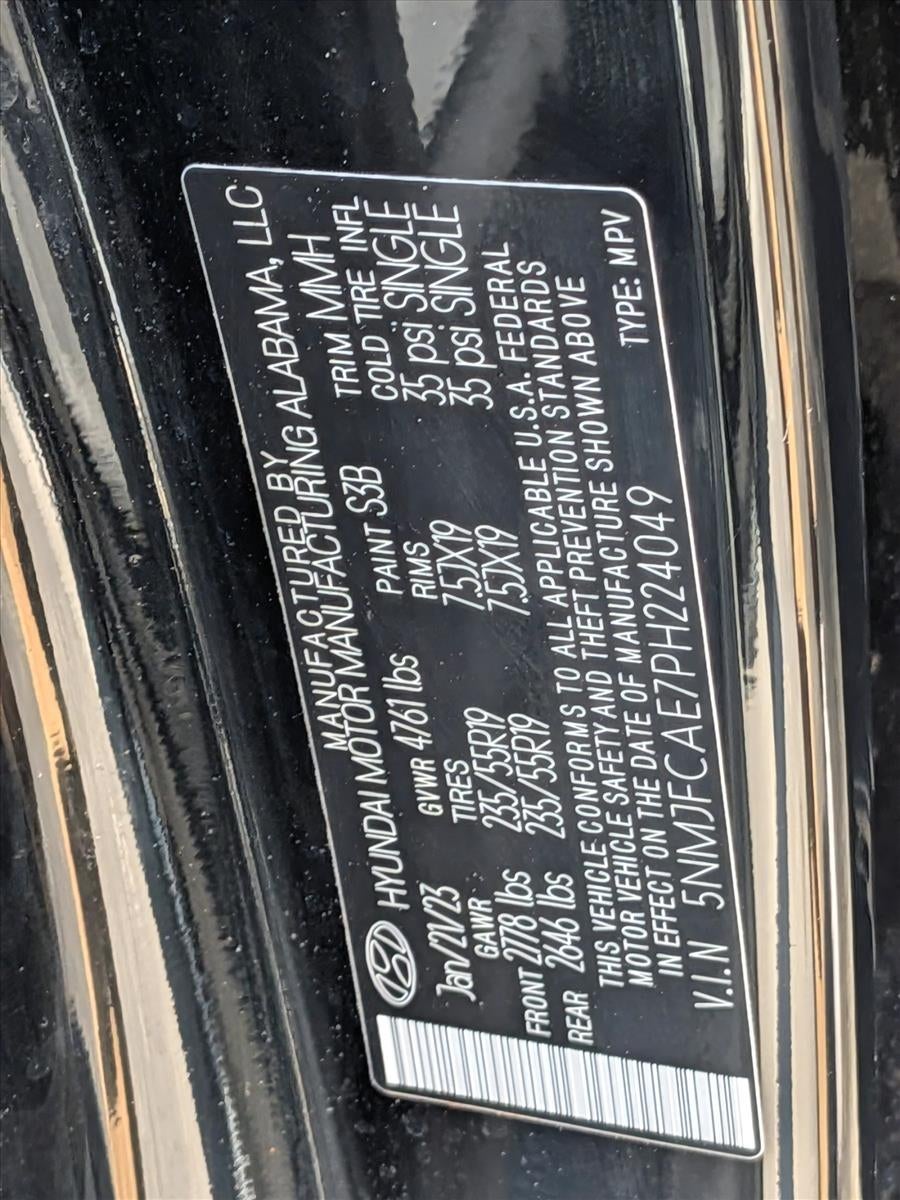 MANUFACTURED BY
HYUNDAI MOTOR MANUFACTURING ALABAMA, LLC
Jan/21/23 GVWR 4761 lbs PAINT S3B TRIM MMH
GAWR TIRES RIMS COLD TIRE INFL
FRONT 2778 lbs 235/55R19 7.5JX19 35 psi SINGLE
REAR 2646 lbs 235/55R19 7.5JX19 35 psi SINGLE
THIS VEHICLE CONFORMS TO ALL APPLICABLE U.S.A. FEDERAL
MOTOR VEHICLE SAFETY AND THEFT PREVENTION STANDARDS
IN EFFECT ON THE DATE OF MANUFACTURE SHOWN ABOVE
V.I.N 5NMJFCAE7PH224049 TYPE: MPV